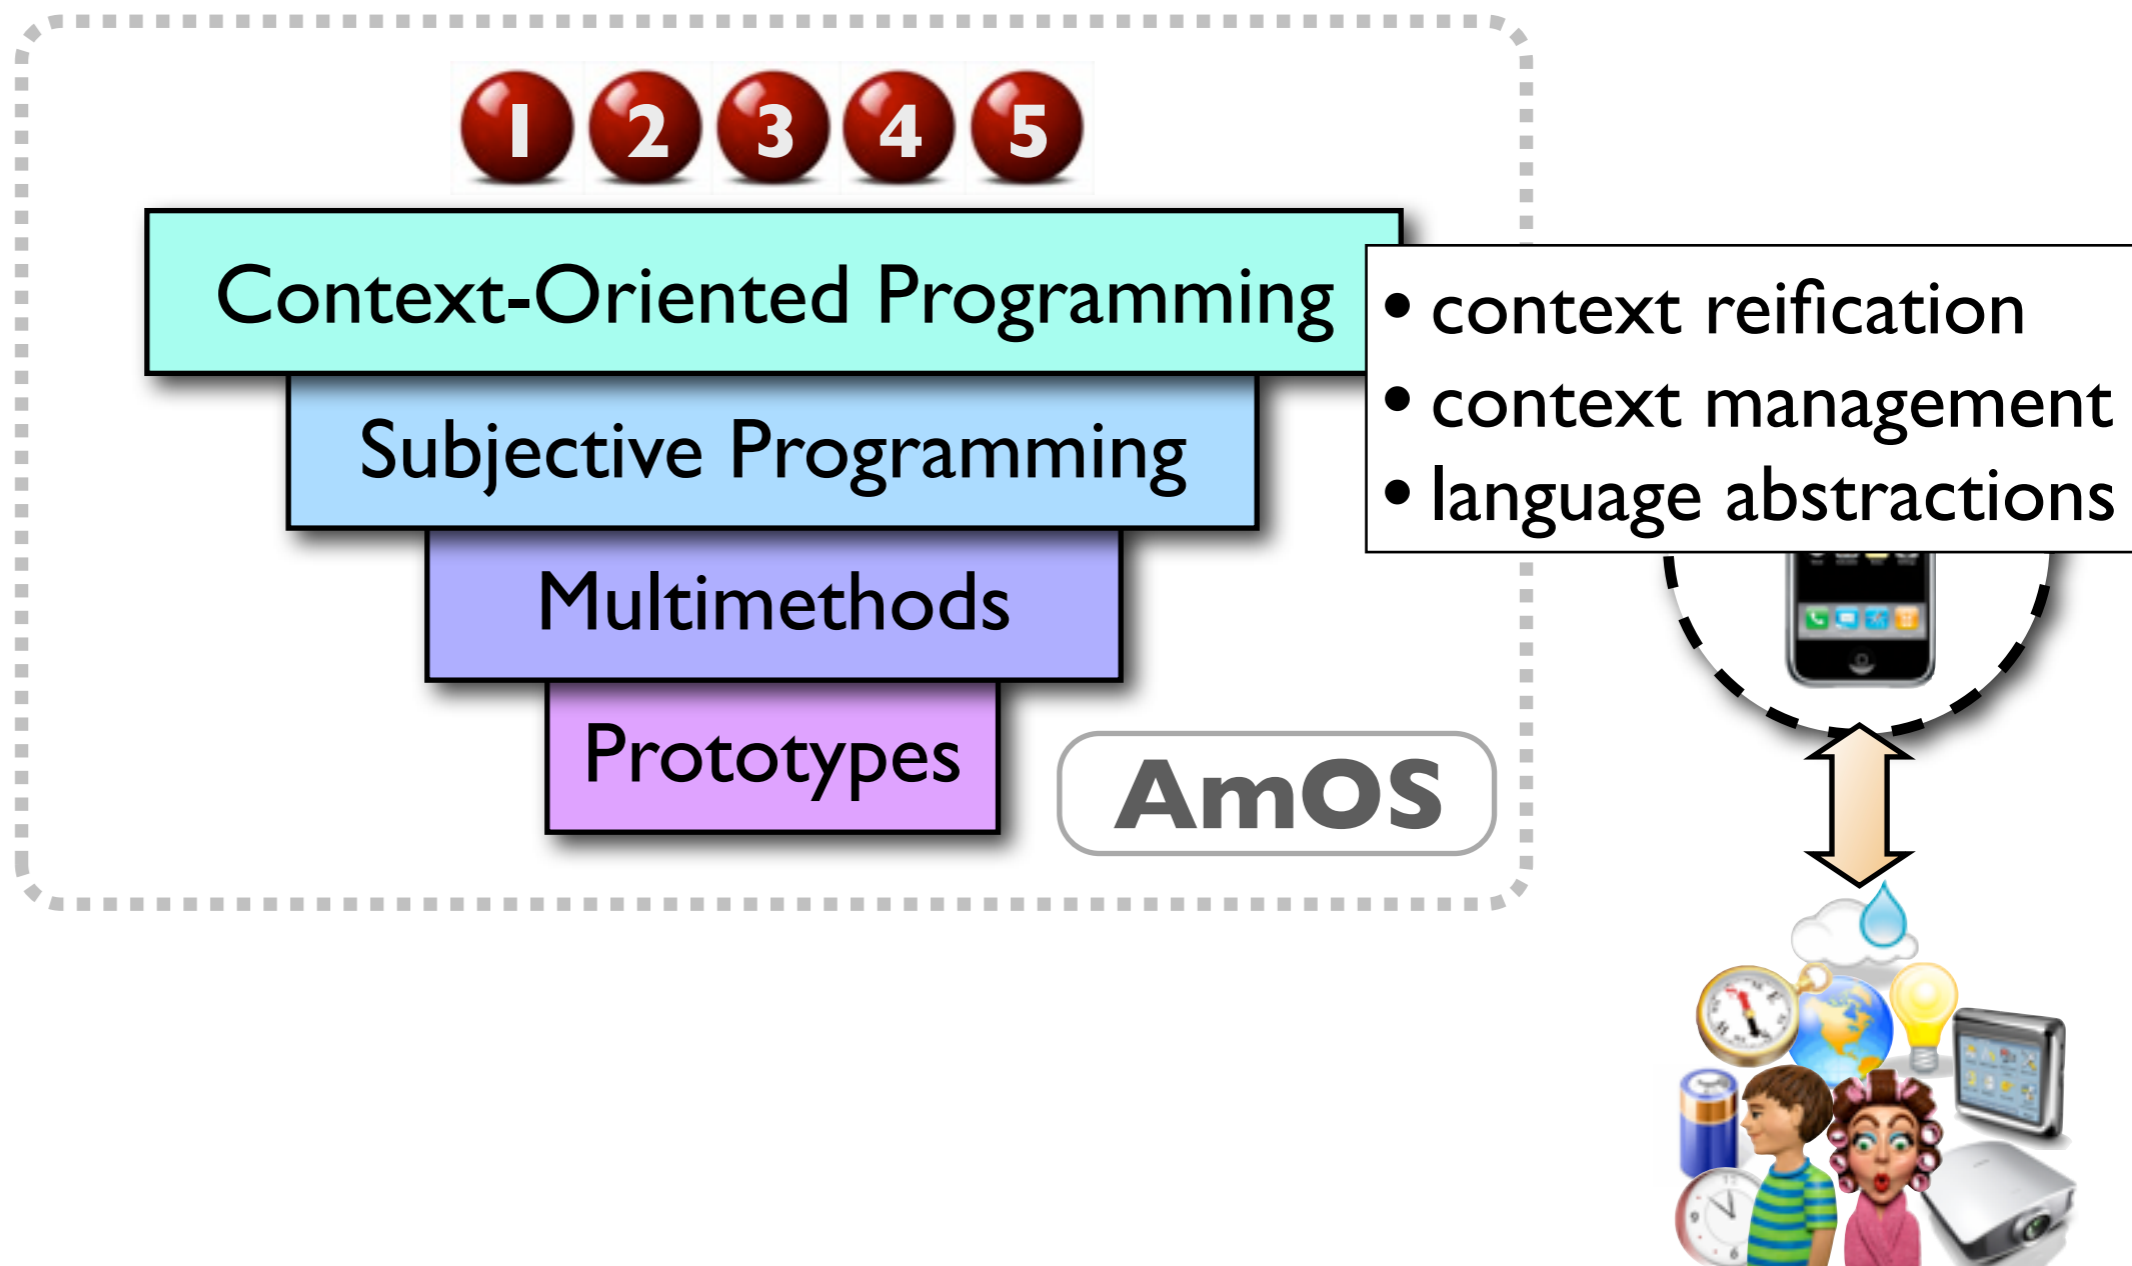 1 2 3 4 5
Context-Oriented Programming
• context reification
• context management
• language abstractions
Subjective Programming
Multimethods
Prototypes
AmOS